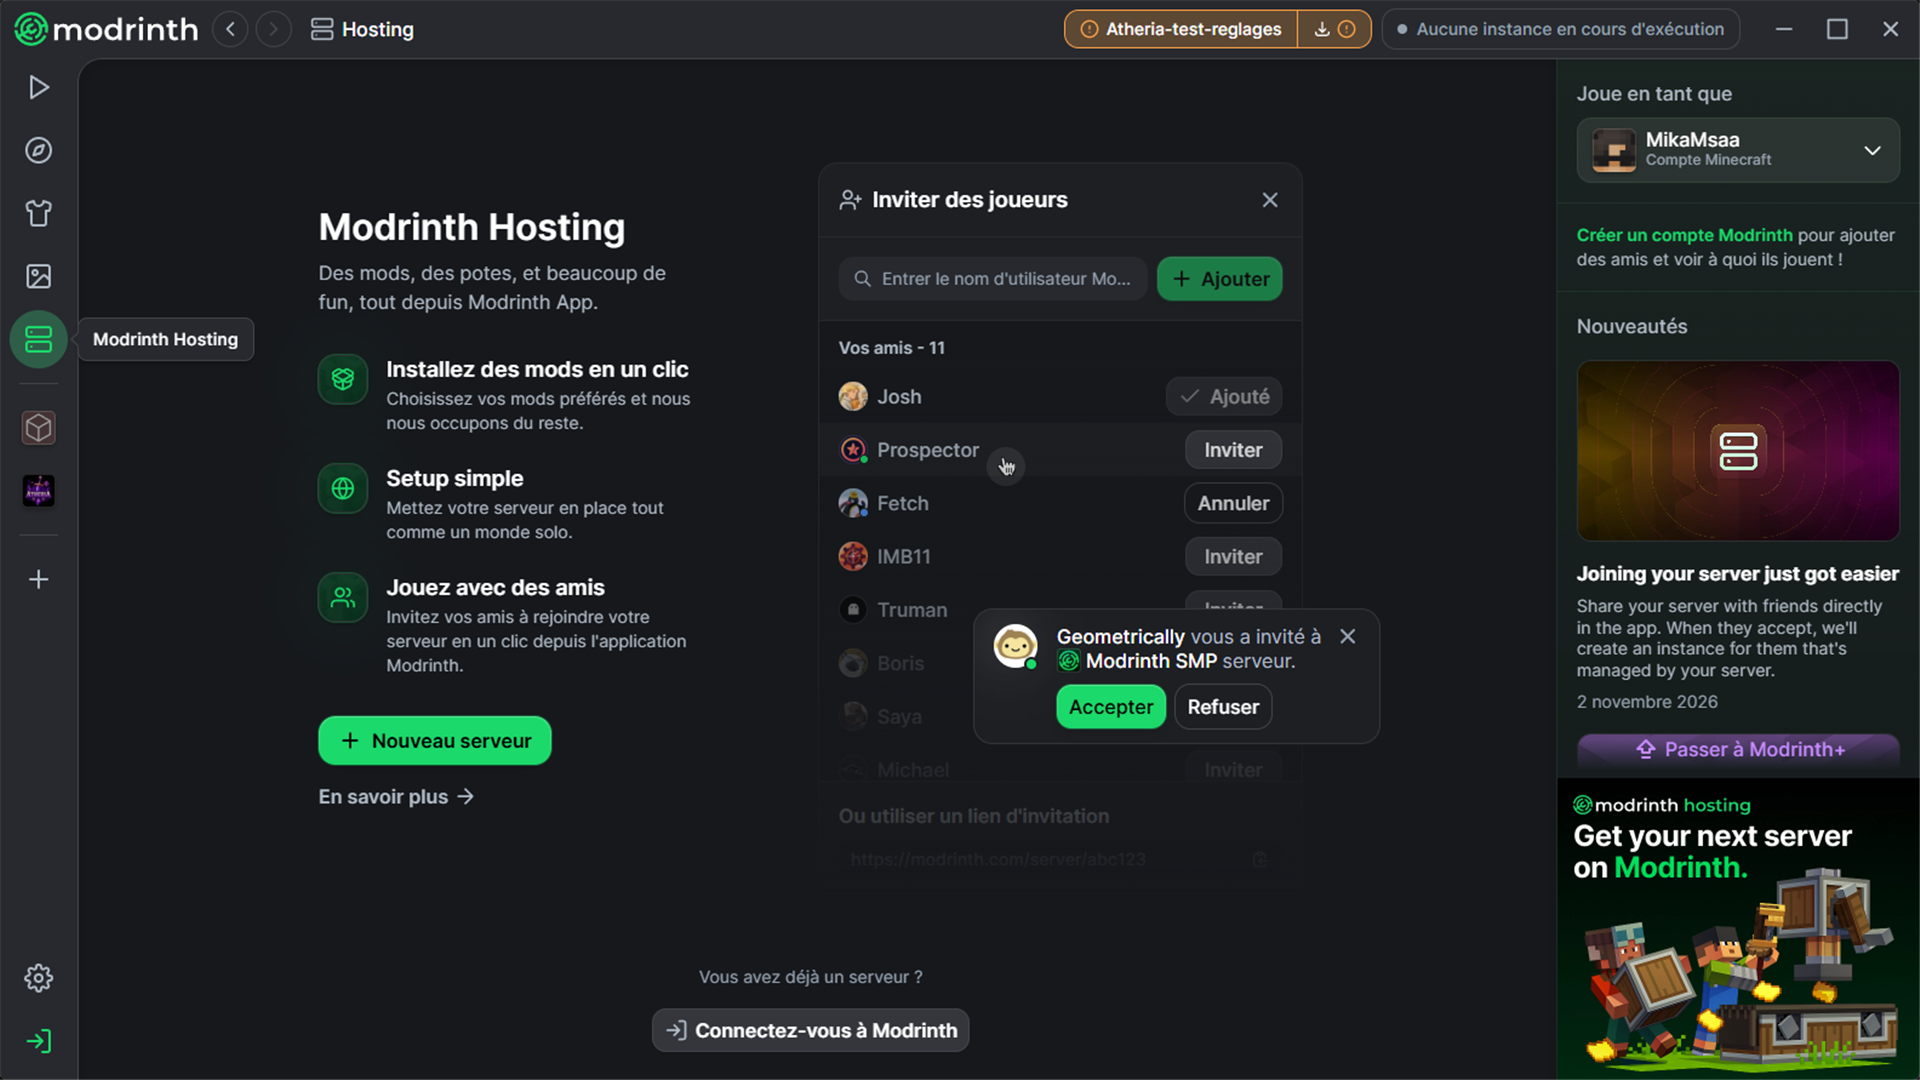 modrinth
Hosting
Atheria-test-reglages
Aucune instance en cours d'exécution
Modrinth Hosting
ATHERIA
Modrinth Hosting
Des mods, des potes, et beaucoup de
fun, tout depuis Modrinth App.
Installez des mods en un clic
Choisissez vos mods préférés et nous
nous occupons du reste.
Setup simple
Mettez votre serveur en place tout
comme un monde solo.
Jouez avec des amis
Invitez vos amis à rejoindre votre
serveur en un clic depuis l'application
Modrinth.
+ Nouveau serveur
En savoir plus →
Inviter des joueurs
Entrer le nom d'utilisateur Mo...
+ Ajouter
Vos amis - 11
Josh
Ajouté
Prospector
Inviter
Fetch
Annuler
IMB11
Inviter
Truman
Inviter
Boris
Saya
Michael
Inviter
Geometrically vous a invité à
Modrinth SMP serveur.
Accepter
Refuser
Ou utiliser un lien d'invitation
https://modrinth.com/server/abc123
Vous avez déjà un serveur ?
Connectez-vous à Modrinth
Joue en tant que
MikaMsaa
Compte Minecraft
Créer un compte Modrinth pour ajouter
des amis et voir à quoi ils jouent !
Nouveautés
Joining your server just got easier
Share your server with friends directly
in the app. When they accept, we'll
create an instance for them that's
managed by your server.
2 novembre 2026
Passer à Modrinth+
modrinth hosting
Get your next server
on Modrinth.